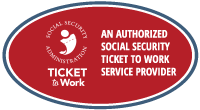 SOCIAL SECURITY
ADMINISTRATION
TICKET
to Work
AN AUTHORIZED
SOCIAL SECURITY
TICKET TO WORK
SERVICE PROVIDER